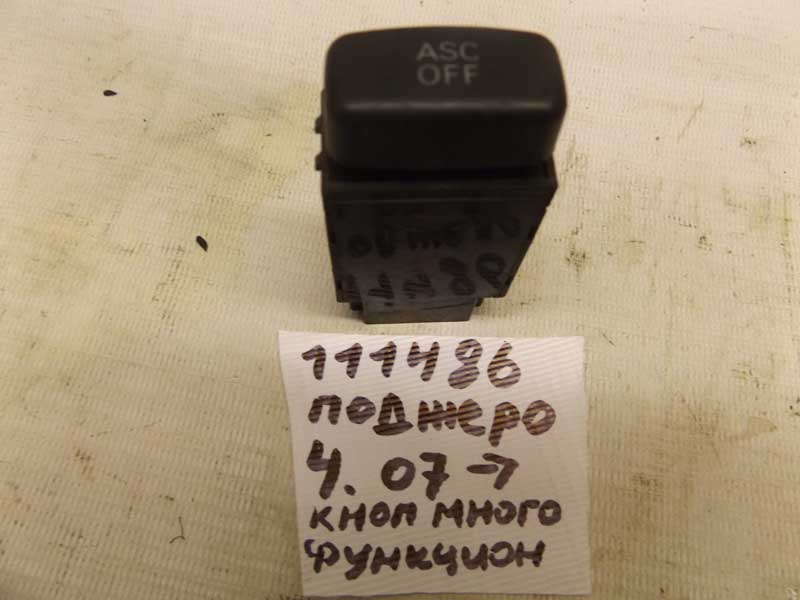 ASC
OFF
111486
поджеро
4. 07 →
кноп много
функцион